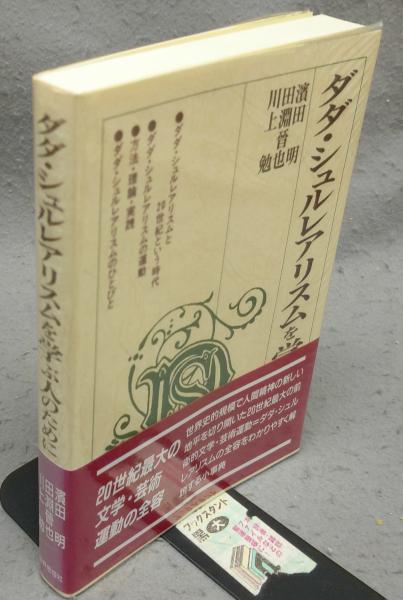 ダダ・シュルレアリスムを学
濱田 明
田淵晋也
川上 勉
●ダダ・シュルレアリスムと
20世紀という時代
●ダダ・シュルレアリスムの運動
●方法・理論・実践
●ダダ・シュルレアリスムのひとびと
世界史的規模で人間精神の新しい
地平を切り開いた20世紀最大の前
衛的文学・芸術運動=ダダ・シュル
レアリスムの全容をわかりやすく解
説する小事典
20世紀最大の
文学・芸術
運動の全容
ダダ・シュルレアリスムを学ぶ人のために
濱田 明
田淵晋也
川上 勉
ブックスタンド
大